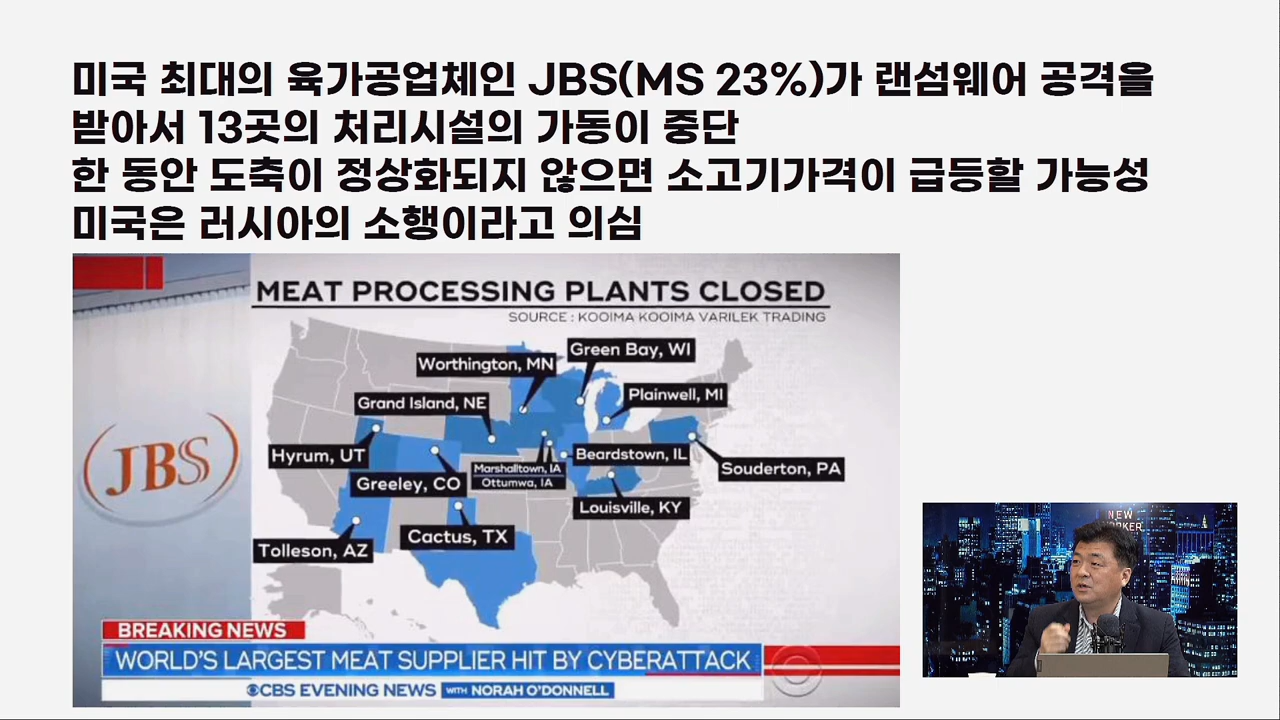 미국 최대의 육가공업체인 JBS(MS 23%)가 랜섬웨어 공격을
받아서 13곳의 처리시설의 가동이 중단
한 동안 도축이 정상화되지 않으면 소고기가격이 급등할 가능성
미국은 러시아의 소행이라고 의심
MEAT PROCESSING PLANTS CLOSED
SOURCE : KOOIMA KOOIMA VARILEK TRADING
Green Bay, WI
Worthington, MN
Plainwell, MI
Grand Island, NE
Hyrum, UT
Beardstown, IL
Marshalltown, IA
Ottumwa, IA
Souderton, PA
Greeley, CO
Louisville, KY
Cactus, TX
Tolleson, AZ
JBS
BREAKING NEWS
WORLD'S LARGEST MEAT SUPPLIER HIT BY CYBERATTACK
CBS EVENING NEWS WITH NORAH O'DONNELL
NEW